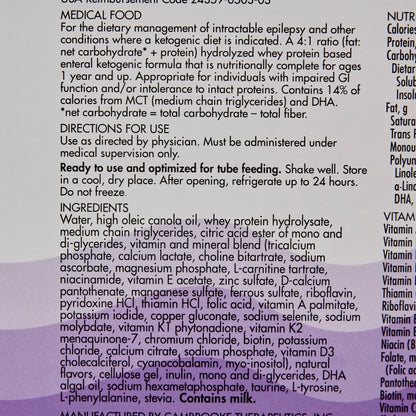 USA Reimbursement Code 24359-0503-05
MEDICAL FOOD
For the dietary management of intractable epilepsy and other
conditions where a ketogenic diet is indicated. A 4:1 ratio (fat:
net carbohydrate* + protein) hydrolyzed whey protein based
enteral ketogenic formula that is nutritionally complete for ages
1 year and up. Appropriate for individuals with impaired GI
function and/or intolerance to intact proteins. Contains 14% of
calories from MCT (medium chain triglycerides) and DHA.
*net carbohydrate = total carbohydrate – total fiber.
DIRECTIONS FOR USE
Use as directed by physician. Must be administered under
medical supervision only.
Ready to use and optimized for tube feeding. Shake well. Store
in a cool, dry place. After opening, refrigerate up to 24 hours.
Do not freeze.
INGREDIENTS
Water, high oleic canola oil, whey protein hydrolysate,
medium chain triglycerides, citric acid ester of mono and
di-glycerides, vitamin and mineral blend (tricalcium
phosphate, calcium lactate, choline bitartrate, sodium
ascorbate, magnesium phosphate, L-carnitine tartrate,
niacinamide, vitamin E acetate, zinc sulfate, D-calcium
pantothenate, manganese sulfate, ferrous sulfate, riboflavin,
pyridoxine HCl, thiamin HCl, folic acid, vitamin A palmitate,
potassium iodide, copper gluconate, sodium selenite, sodium
molybdate, vitamin K1 phytonadione, vitamin K2
menaquinone-7, chromium chloride, biotin, potassium
chloride, calcium citrate, sodium phosphate, vitamin D3
cholecalciferol, cyanocobalamin, myo-inositol), natural
flavors, cellulose gel, inulin, mono and di-glycerides, DHA
algal oil, sodium hexametaphosphate, taurine, L-tyrosine,
L-phenylalanine, stevia. Contains milk.
MANUFACTURED BY CAMBROOKE THERAPEUTICS, INC.
NUTR
Calories
Protein,
Carbohy
Dietar
Solub
Insol
Fat, g
Satura
Trans
Monou
Polyun
Linole
α-Lino
DHA,
VITAM
Vitamin
Vitamin
Vitamin
Vitamin
Thiamin
Riboflavi
Vitamin
Vitamin
Niacin (B
Folate, m
(Folic a
Pantothe
Biotin, m
Vitamin